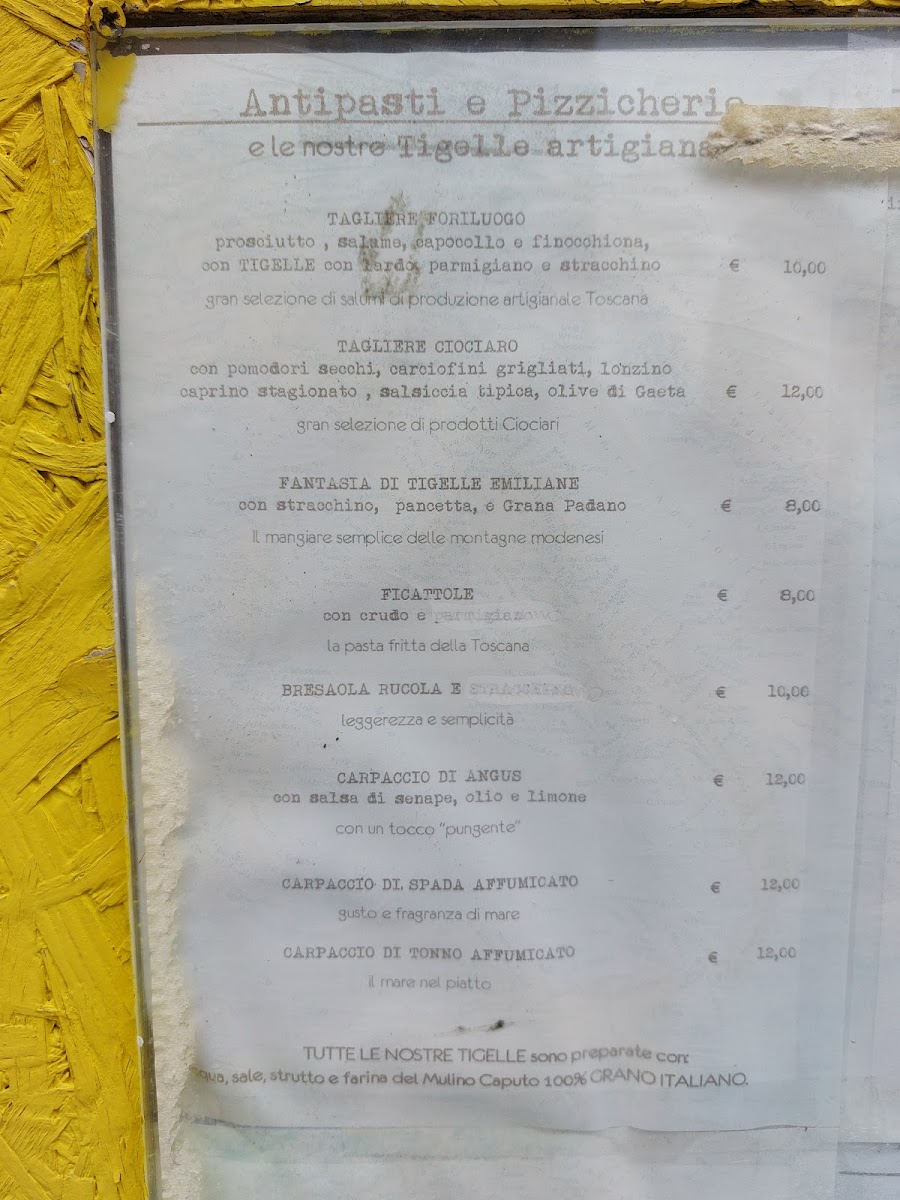 Antipasti e Pizzicherie
e le nostre Tigelle artigiana
TAGLIERE FORILUOGO
prosciutto , salame, capocollo e finocchiona,
con TIGELLE con lardo, parmigiano e stracchino € 10,00
gran selezione di salumi di produzione artigianale Toscana
TAGLIERE CIOCIARO
con pomodori secchi, carciofini grigliati, lonzino
caprino stagionato , salsiccia tipica, olive di Gaeta € 12,00
gran selezione di prodotti Ciociari
FANTASIA DI TIGELLE EMILIANE
con stracchino, pancetta, e Grana Padano € 8,00
Il mangiare semplice delle montagne modenesi
FICATTOLE € 8,00
con crudo e parmigiano
la pasta fritta della Toscana
BRESAOLA RUCOLA E STRACCHINO € 10,00
leggerezza e semplicità
CARPACCIO DI ANGUS € 12,00
con salsa di senape, olio e limone
con un tocco "pungente"
CARPACCIO DI SPADA AFFUMICATO € 12,00
gusto e fragranza di mare
CARPACCIO DI TONNO AFFUMICATO € 12,00
il mare nel piatto
TUTTE LE NOSTRE TIGELLE sono preparate con:
qua, sale, strutto e farina del Mulino Caputo 100% GRANO ITALIANO.